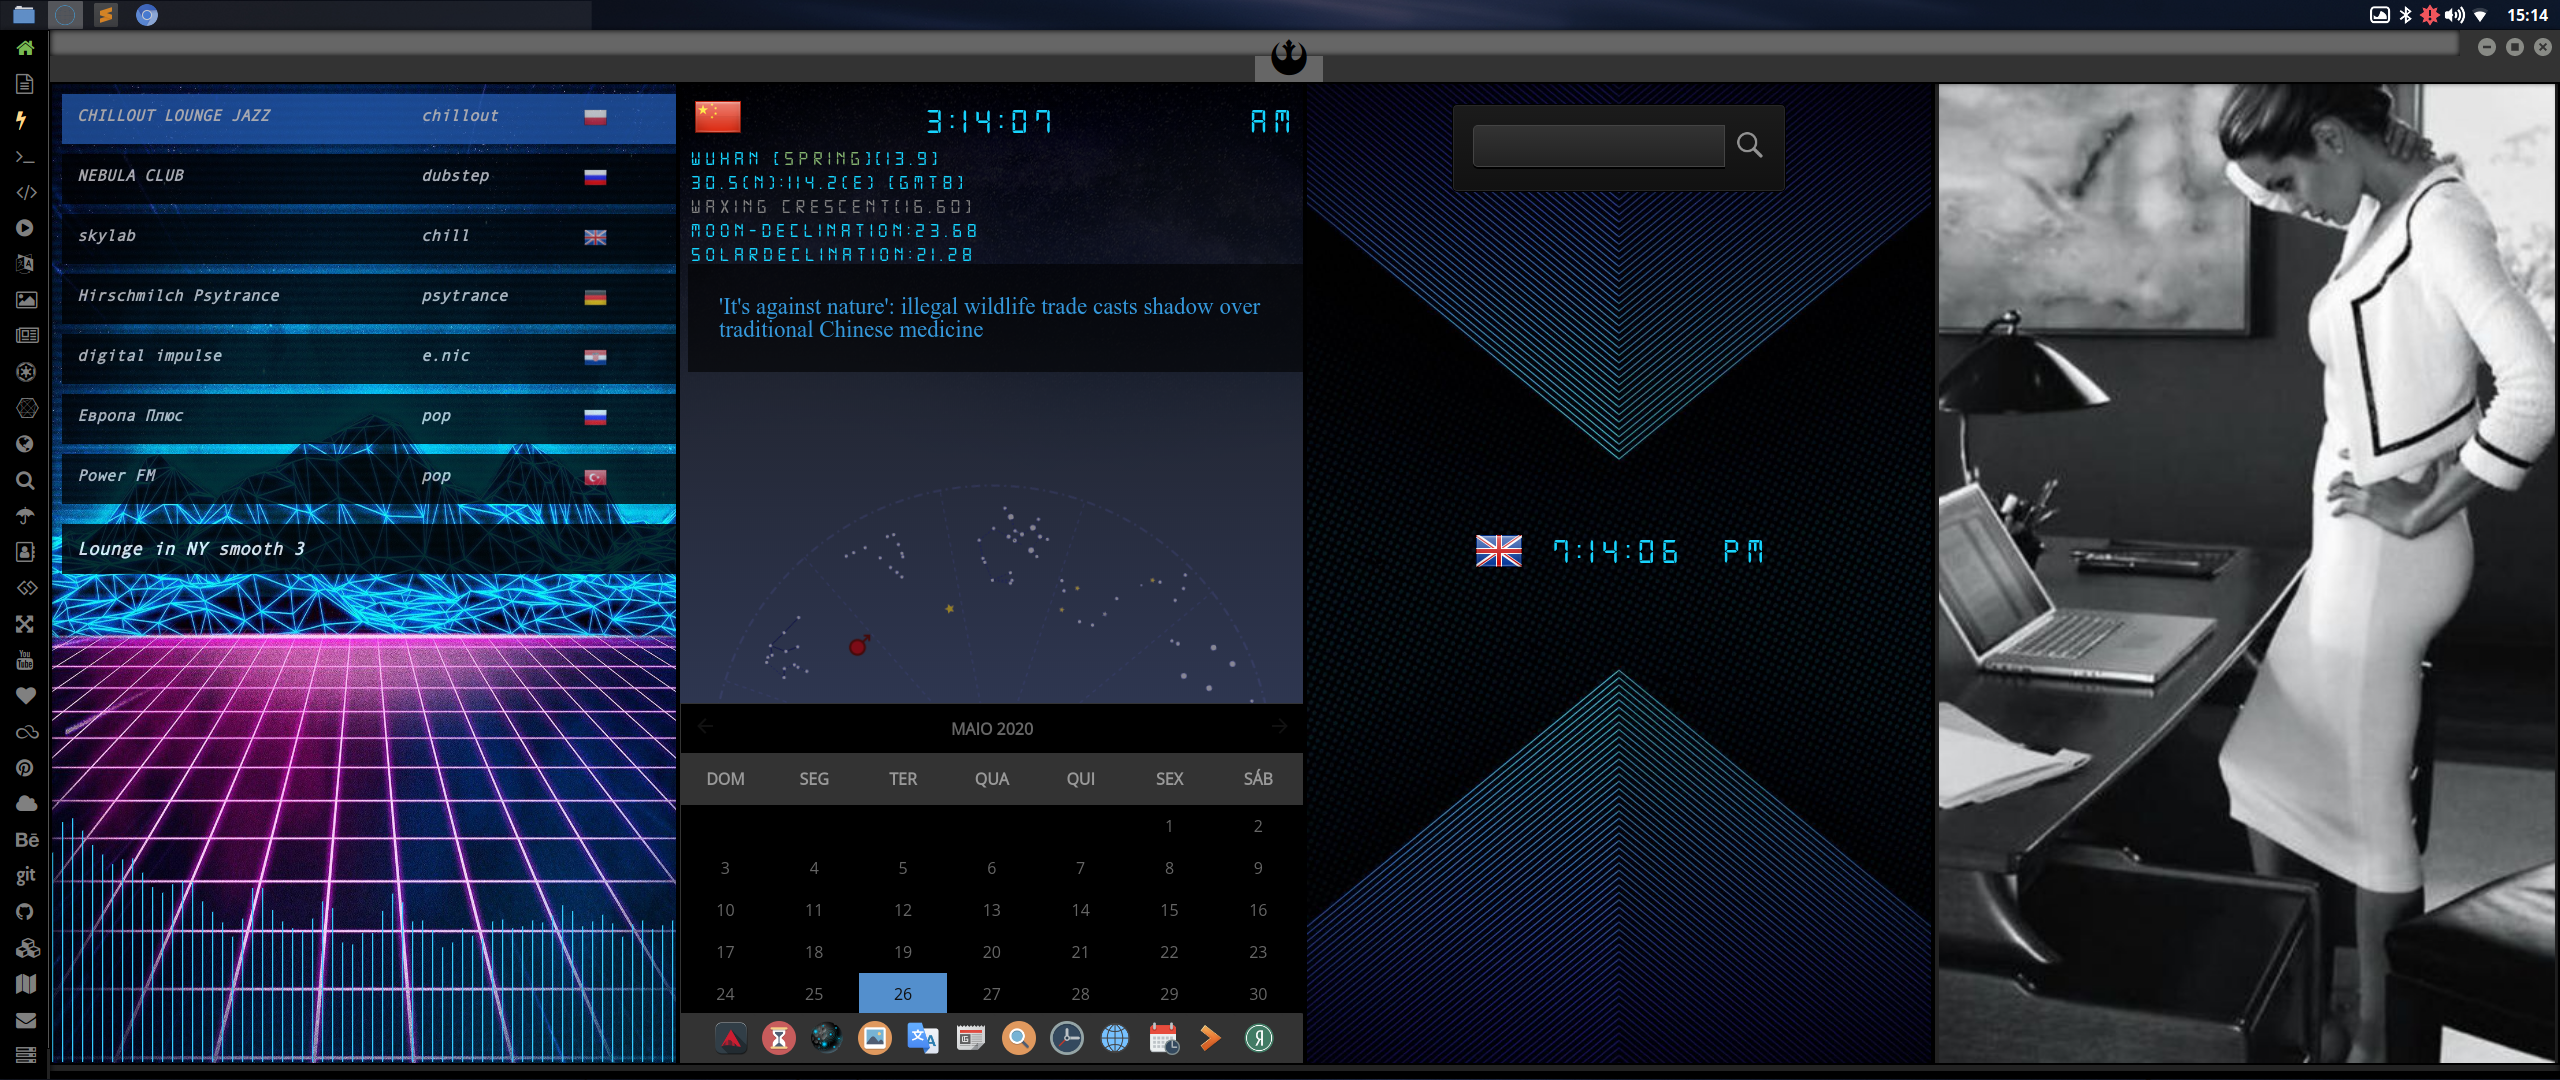 15:14
CHILLOUT LOUNGE JAZZ chillout
NEBULA CLUB dubstep
skylab chill
Hirschmilch Psytrance psytrance
digital impulse e.nic
Европа Плюс pop
Power FM pop
Lounge in NY smooth 3
You
Tube
Bē
git
3:14:07 AM
WUHAN [SPRING][13.9]
30.5(N):114.2(E) [GMT8]
WAXING CRESCENT[16.60]
MOON-DECLINATION:23.68
SOLARDECLINATION:21.28
'It's against nature': illegal wildlife trade casts shadow over
traditional Chinese medicine
MAIO 2020
DOM SEG TER QUA QUI SEX SÁB
1 2
3 4 5 6 7 8 9
10 11 12 13 14 15 16
17 18 19 20 21 22 23
24 25 26 27 28 29 30
文 A
Я
7:14:06 PM